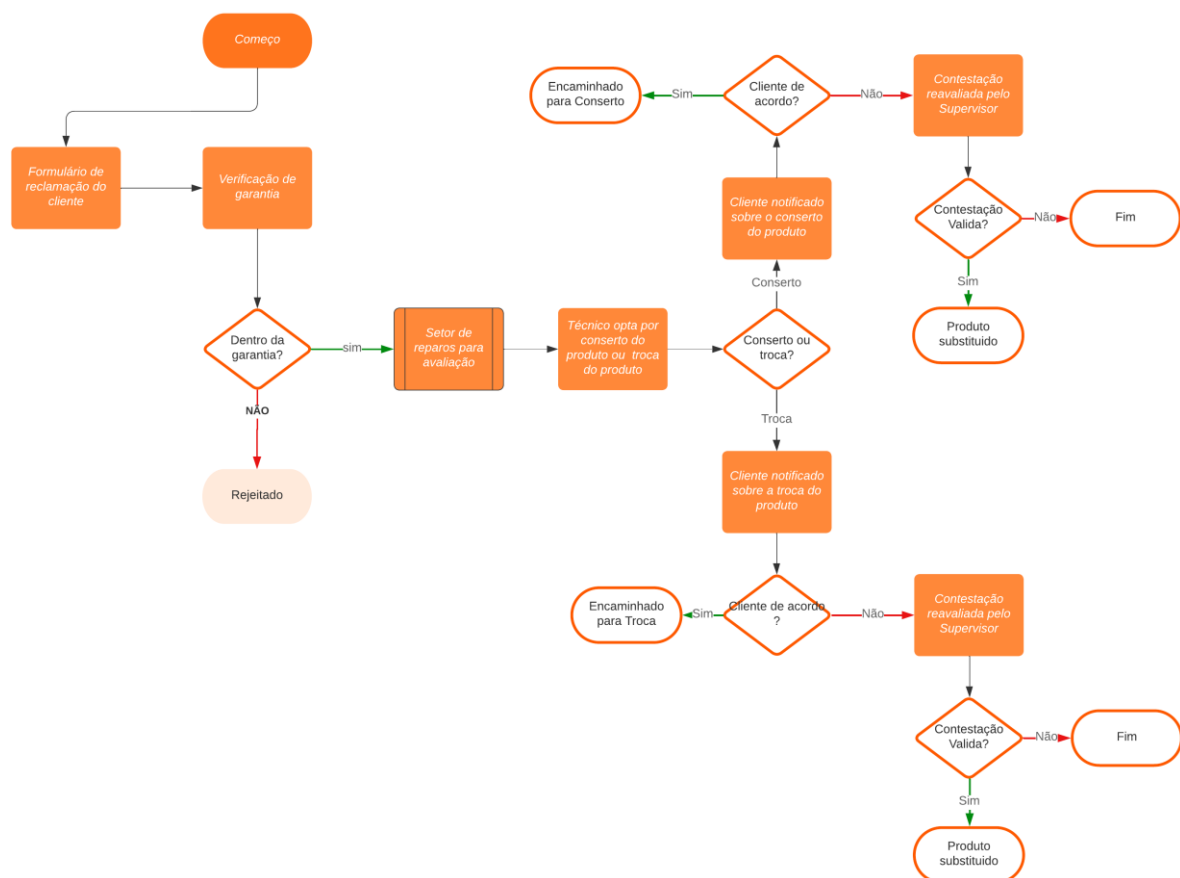 Começo
Formulário de
reclamação do
cliente
Verificação de
garantia
Dentro da
garantia?
sim
NÃO
Rejeitado
Setor de
reparos para
avaliação
Técnico opta por
conserto do
produto ou troca
do produto
Conserto ou
troca?
Conserto
Cliente notificado
sobre o conserto
do produto
Cliente de
acordo?
Sim
Encaminhado
para Conserto
Não
Contestação
reavaliada pelo
Supervisor
Contestação
Valida?
Não
Fim
Sim
Produto
substituido
Troca
Cliente notificado
sobre a troca do
produto
Cliente de acordo
?
Sim
Encaminhado
para Troca
Não
Contestação
reavaliada pelo
Supervisor
Contestação
Valida?
Não
Fim
Sim
Produto
substituido